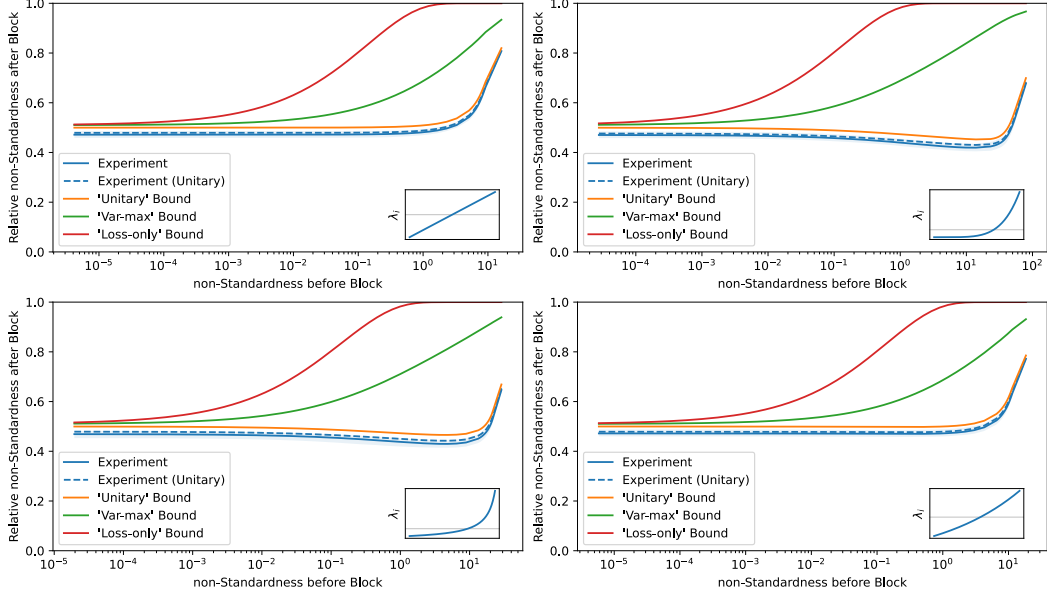 Relative non-Standardness after Block
1.0
0.8
0.6
0.4
0.2
0.0
Experiment
Experiment (Unitary)
'Unitary' Bound
'Var-max' Bound
'Loss-only' Bound
λi
10⁻⁵ 10⁻⁴ 10⁻³ 10⁻² 10⁻¹ 10⁰ 10¹
non-Standardness before Block
Relative non-Standardness after Block
1.0
0.8
0.6
0.4
0.2
0.0
Experiment
Experiment (Unitary)
'Unitary' Bound
'Var-max' Bound
'Loss-only' Bound
λi
10⁻⁴ 10⁻³ 10⁻² 10⁻¹ 10⁰ 10¹ 10²
non-Standardness before Block
Relative non-Standardness after Block
1.0
0.8
0.6
0.4
0.2
0.0
Experiment
Experiment (Unitary)
'Unitary' Bound
'Var-max' Bound
'Loss-only' Bound
λi
10⁻⁵ 10⁻⁴ 10⁻³ 10⁻² 10⁻¹ 10⁰ 10¹
non-Standardness before Block
Relative non-Standardness after Block
1.0
0.8
0.6
0.4
0.2
0.0
Experiment
Experiment (Unitary)
'Unitary' Bound
'Var-max' Bound
'Loss-only' Bound
λi
10⁻⁵ 10⁻⁴ 10⁻³ 10⁻² 10⁻¹ 10⁰ 10¹
non-Standardness before Block